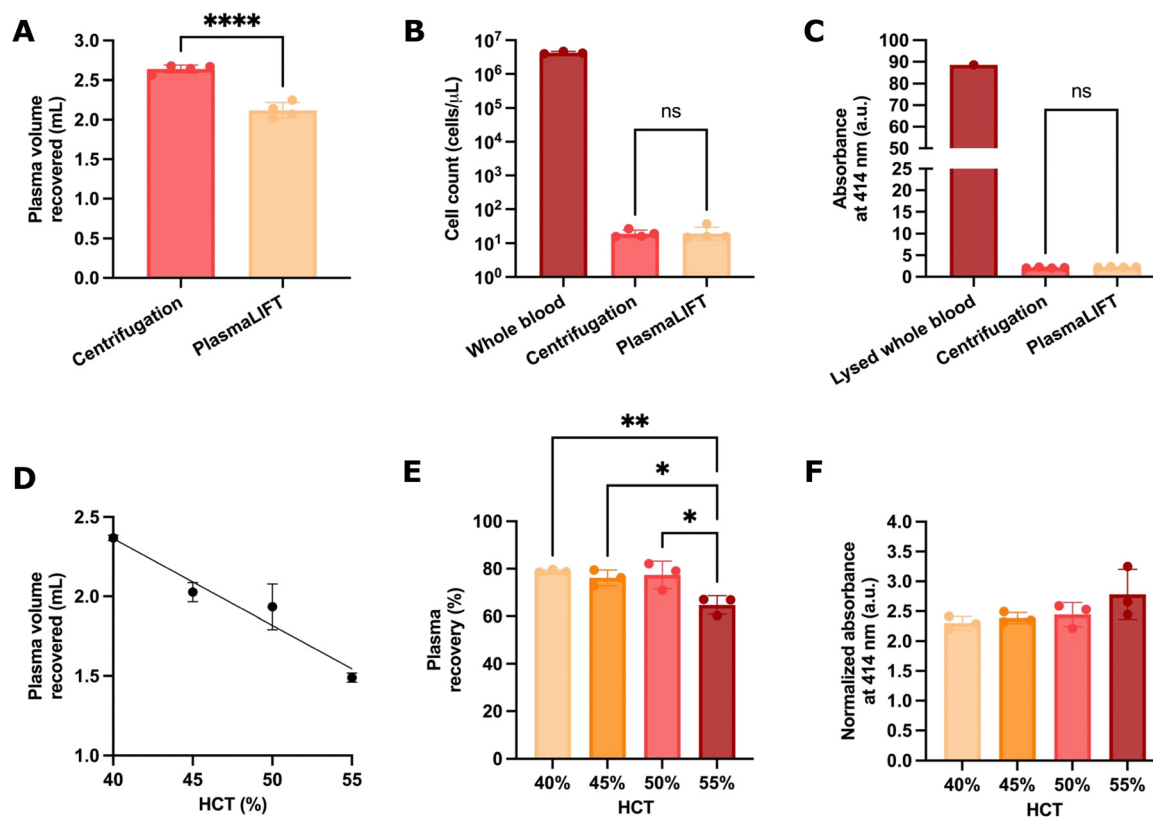 A
Plasma volume
recovered (mL)
3.0
2.5
2.0
1.5
1.0
0.5
0.0
****
Centrifugation
PlasmaLIFT
B
Cell count (cells/μL)
10⁷
10⁶
10⁵
10⁴
10³
10²
10¹
10⁰
ns
Whole blood
Centrifugation
PlasmaLIFT
C
Absorbance
at 414 nm (a.u.)
100
90
80
70
60
50
25
20
15
10
5
0
ns
Lysed whole blood
Centrifugation
PlasmaLIFT
D
Plasma volume
recovered (mL)
2.5
2.0
1.5
1.0
40
45
50
55
HCT (%)
E
Plasma
recovery (%)
100
80
60
40
20
0
**
*
*
40%
45%
50%
55%
HCT
F
Normalized absorbance
at 414 nm (a.u.)
4.0
3.5
3.0
2.5
2.0
1.5
1.0
0.5
0.0
40%
45%
50%
55%
HCT